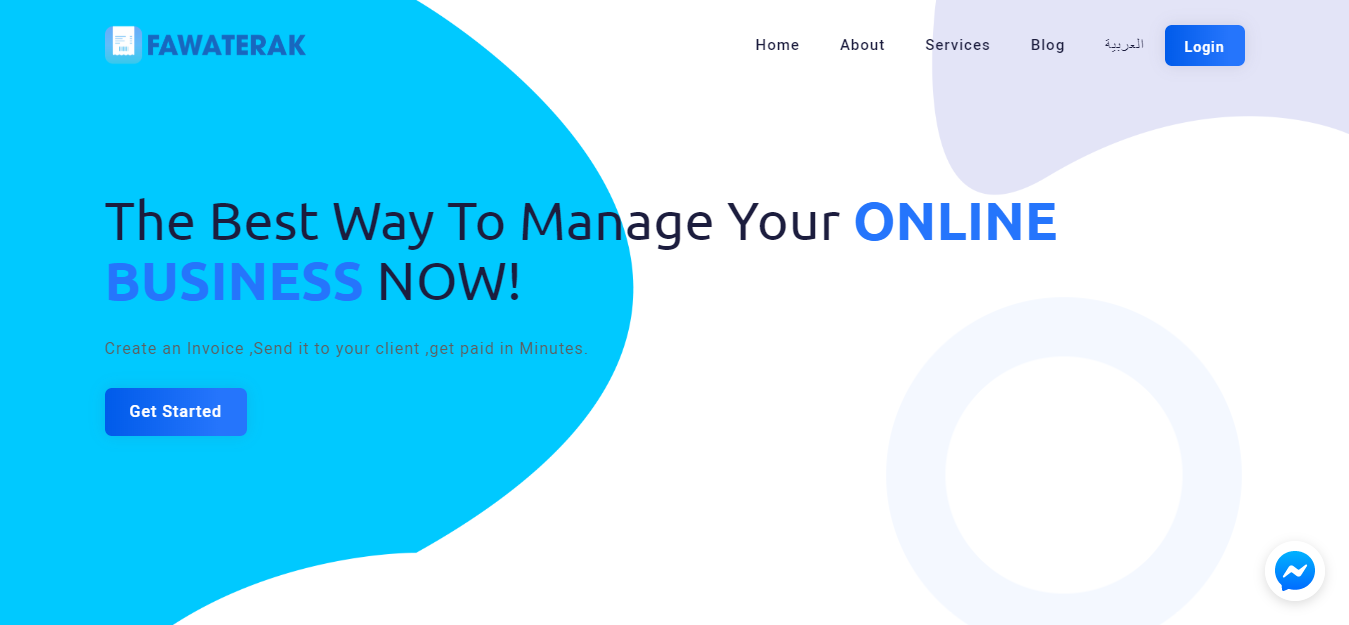 FAWATERAK
Home About Services Blog العربية Login
The Best Way To Manage Your ONLINE
BUSINESS NOW!
Create an Invoice ,Send it to your client ,get paid in Minutes.
Get Started